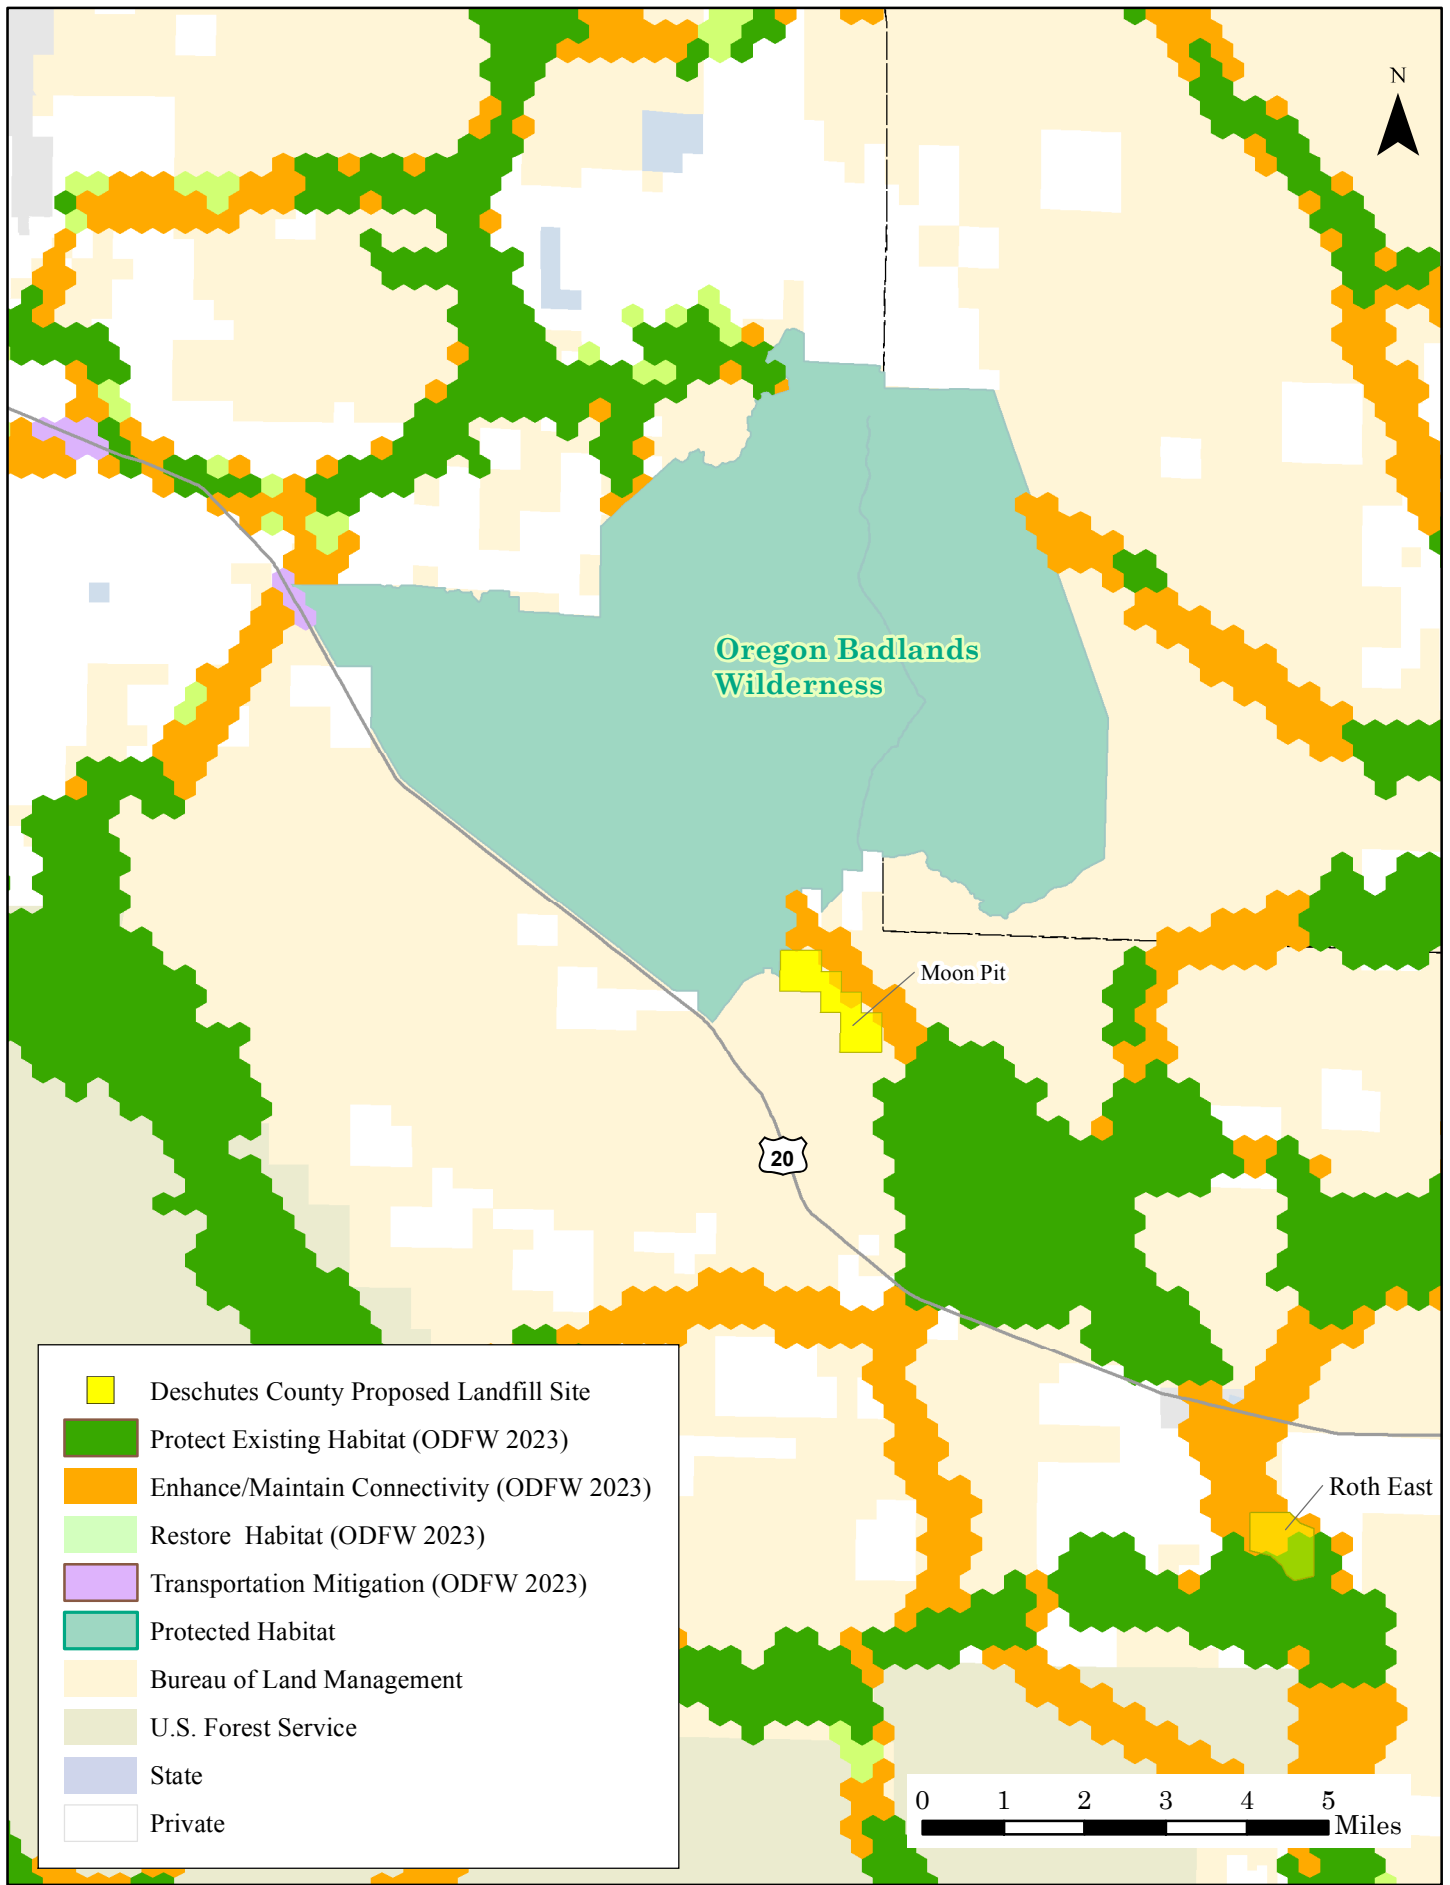 N
Oregon Badlands
Wilderness
Moon Pit
20
Roth East
Deschutes County Proposed Landfill Site
Protect Existing Habitat (ODFW 2023)
Enhance/Maintain Connectivity (ODFW 2023)
Restore  Habitat (ODFW 2023)
Transportation Mitigation (ODFW 2023)
Protected Habitat
Bureau of Land Management
U.S. Forest Service
State
Private
0 1 2 3 4 5
Miles